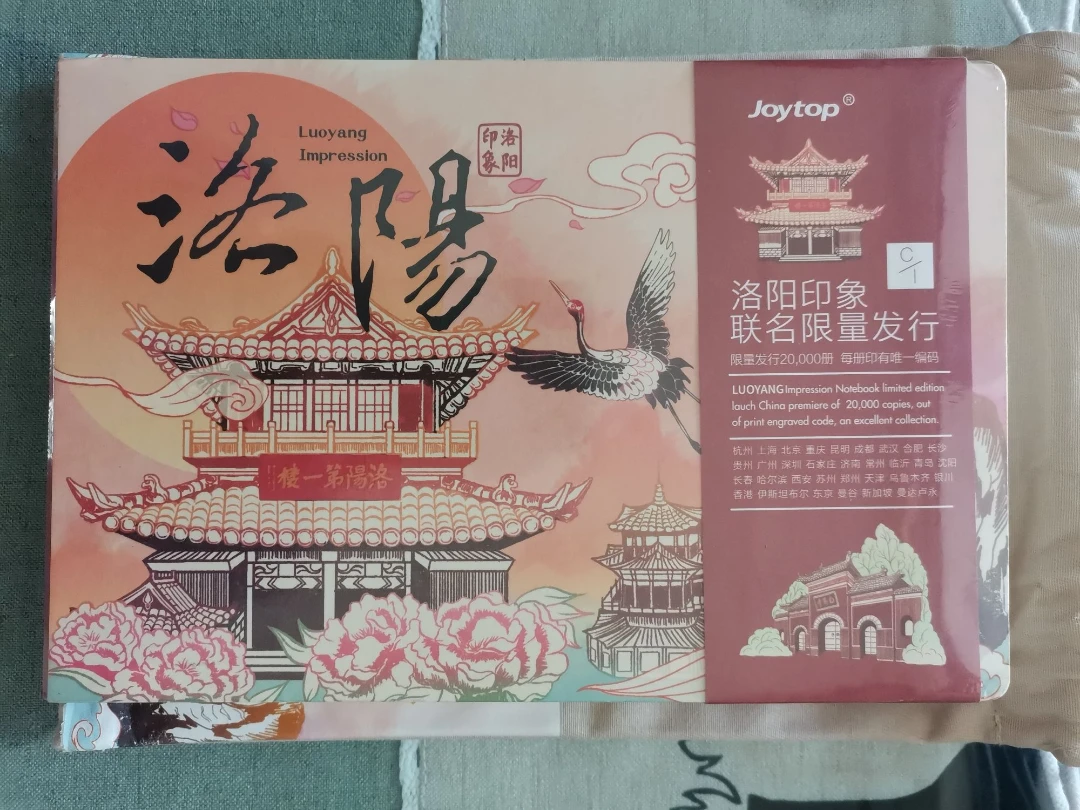 洛陽
Luoyang
Impression
洛阳
印象
洛陽第一樓
Joytop®
C/1
洛阳印象
联名限量发行
限量发行20,000册 每册印有唯一编码
LUOYANG Impression Notebook limited edition
lauch China premiere of 20,000 copies, out
of print engraved code, an excellent collection.
杭州 上海 北京 重庆 昆明 成都 武汉 合肥 长沙
贵州 广州 深圳 石家庄 济南 常州 临沂 青岛 沈阳
长春 哈尔滨 西安 苏州 郑州 天津 乌鲁木齐 银川
香港 伊斯坦布尔 东京 曼谷 新加坡 曼达卢永